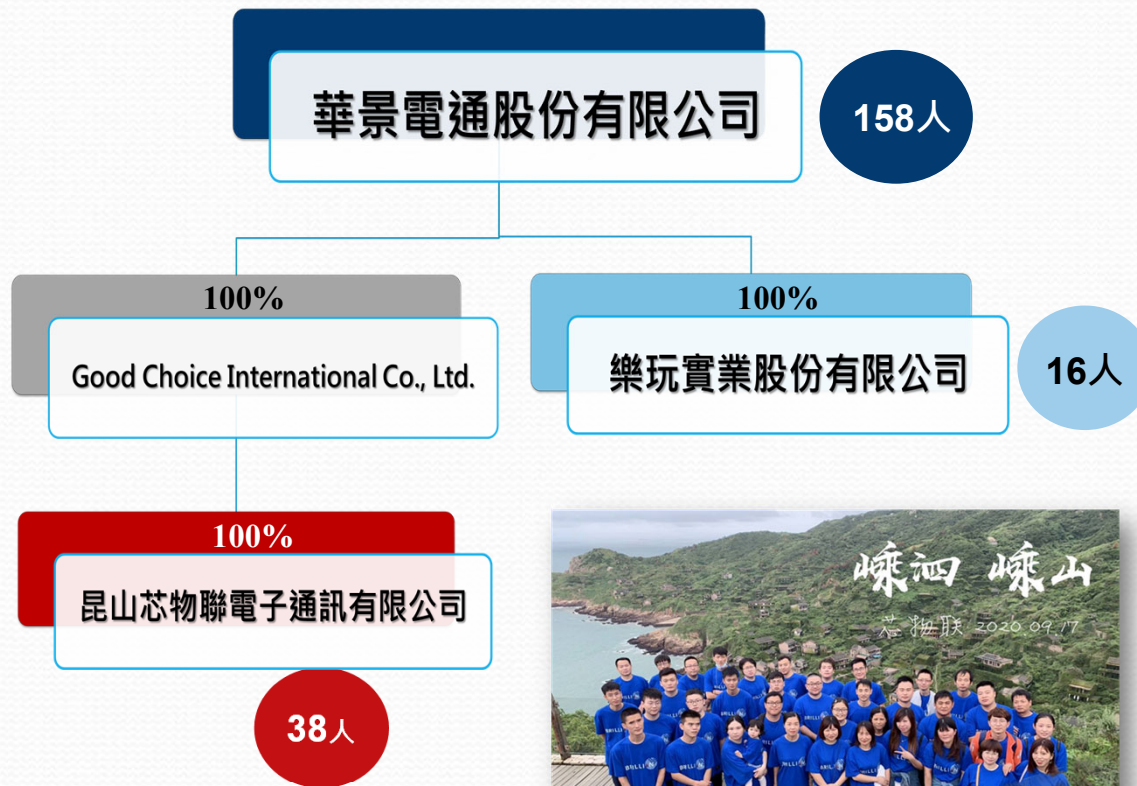 華景電通股份有限公司
158人
100%
Good Choice International Co., Ltd.
100%
樂玩實業股份有限公司
16人
100%
昆山芯物聯電子通訊有限公司
38人
嵊泗 嵊山
芯物联 2020.09.17